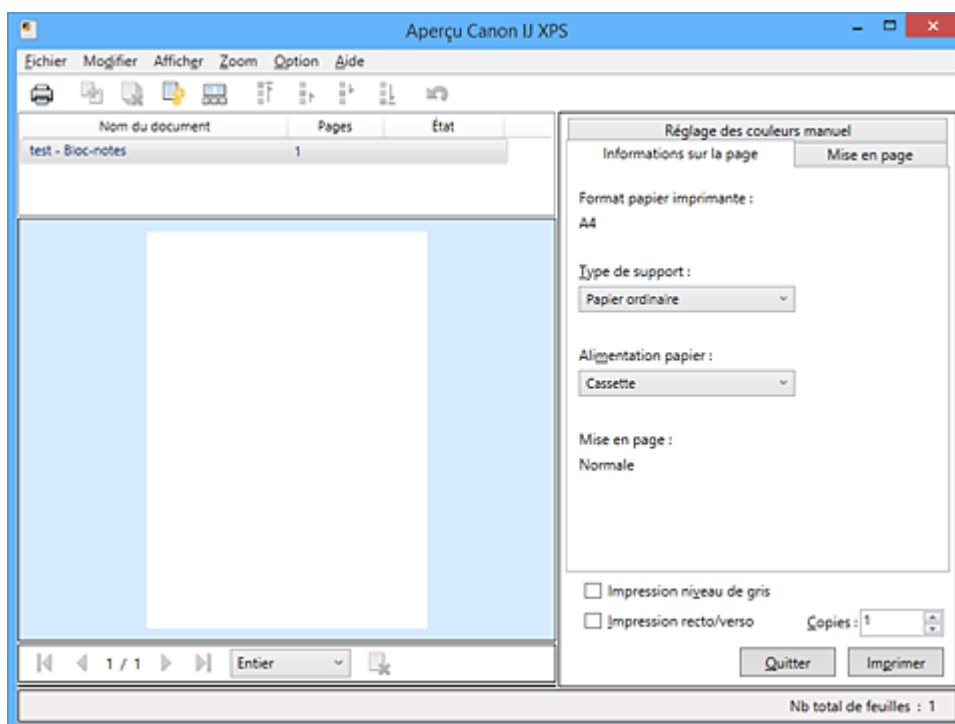 Aperçu Canon IJ XPS
Fichier Modifier Afficher Zoom Option Aide
Nom du document Pages État
test - Bloc-notes 1
Réglage des couleurs manuel
Informations sur la page Mise en page
Format papier imprimante :
A4
Type de support :
Papier ordinaire
Alimentation papier :
Cassette
Mise en page :
Normale
Impression niveau de gris
Impression recto/verso Copies : 1
1 / 1 Entier
Quitter Imprimer
Nb total de feuilles : 1